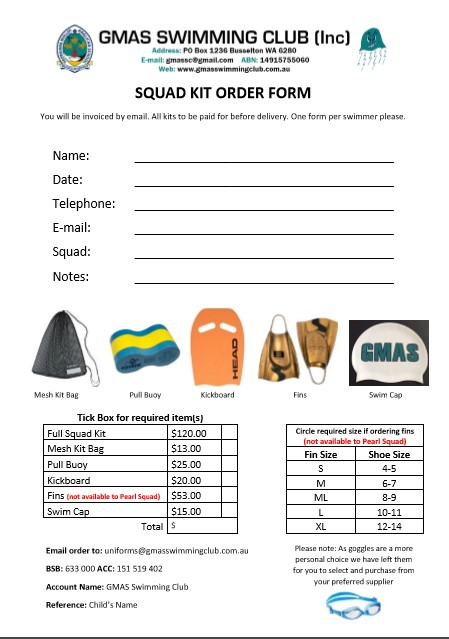 GMAS SWIMMING CLUB (Inc)
Address: PO Box 1236 Busselton WA 6280
E-mail: gmassc@gmail.com ABN: 14915755060
Web: www.gmasswimmingclub.com.au
SQUAD KIT ORDER FORM
You will be invoiced by email. All kits to be paid for before delivery. One form per swimmer please.
Name:
Date:
Telephone:
E-mail:
Squad:
Notes:
HEAD
GMAS
Mesh Kit Bag Pull Buoy Kickboard Fins Swim Cap
Tick Box for required item(s)
Full Squad Kit $120.00
Mesh Kit Bag $13.00
Pull Buoy $25.00
Kickboard $20.00
Fins (not available to Pearl Squad) $53.00
Swim Cap $15.00
Total $
Circle required size if ordering fins
(not available to Pearl Squad)
Fin Size Shoe Size
S 4-5
M 6-7
ML 8-9
L 10-11
XL 12-14
Email order to: uniforms@gmasswimmingclub.com.au
BSB: 633 000 ACC: 151 519 402
Account Name: GMAS Swimming Club
Reference: Child's Name
Please note: As goggles are a more
personal choice we have left them
for you to select and purchase from
your preferred supplier